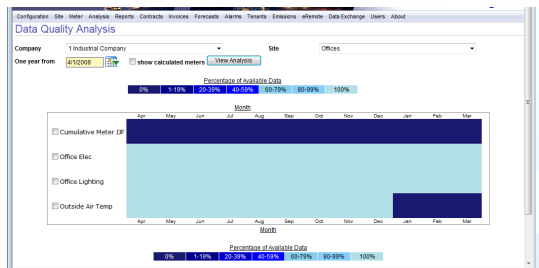 Configuration Site Meter Analysis Reports Contracts Invoices Forecasts Alarms Tenants Emissions eRemote Data Exchange Users About
Data Quality Analysis
Company 1 Industrial Company Site Offices
One year from 4/1/2008 show calculated meters View Analysis
Percentage of Available Data
0% 1-19% 20-39% 40-59% 60-79% 80-99% 100%
Month
Apr May Jun Jul Aug Sep Oct Nov Dec Jan Feb Mar
Cumulative Meter JJF
Office Elec
Office Lighting
Outside Air Temp
Apr May Jun Jul Aug Sep Oct Nov Dec Jan Feb Mar
Month
Percentage of Available Data
0% 1-19% 20-39% 40-59% 60-79% 80-99% 100%